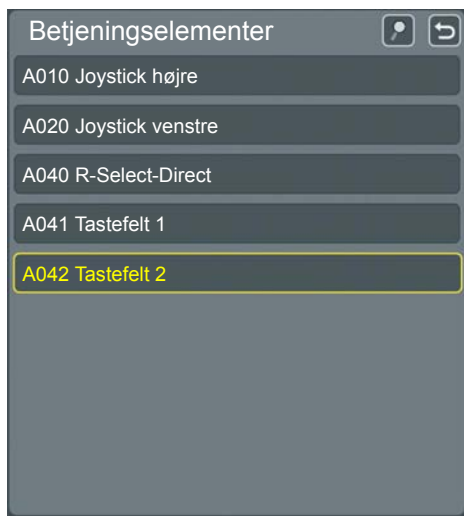 Betjeningselementer
A010 Joystick højre
A020 Joystick venstre
A040 R-Select-Direct
A041 Tastefelt 1
A042 Tastefelt 2